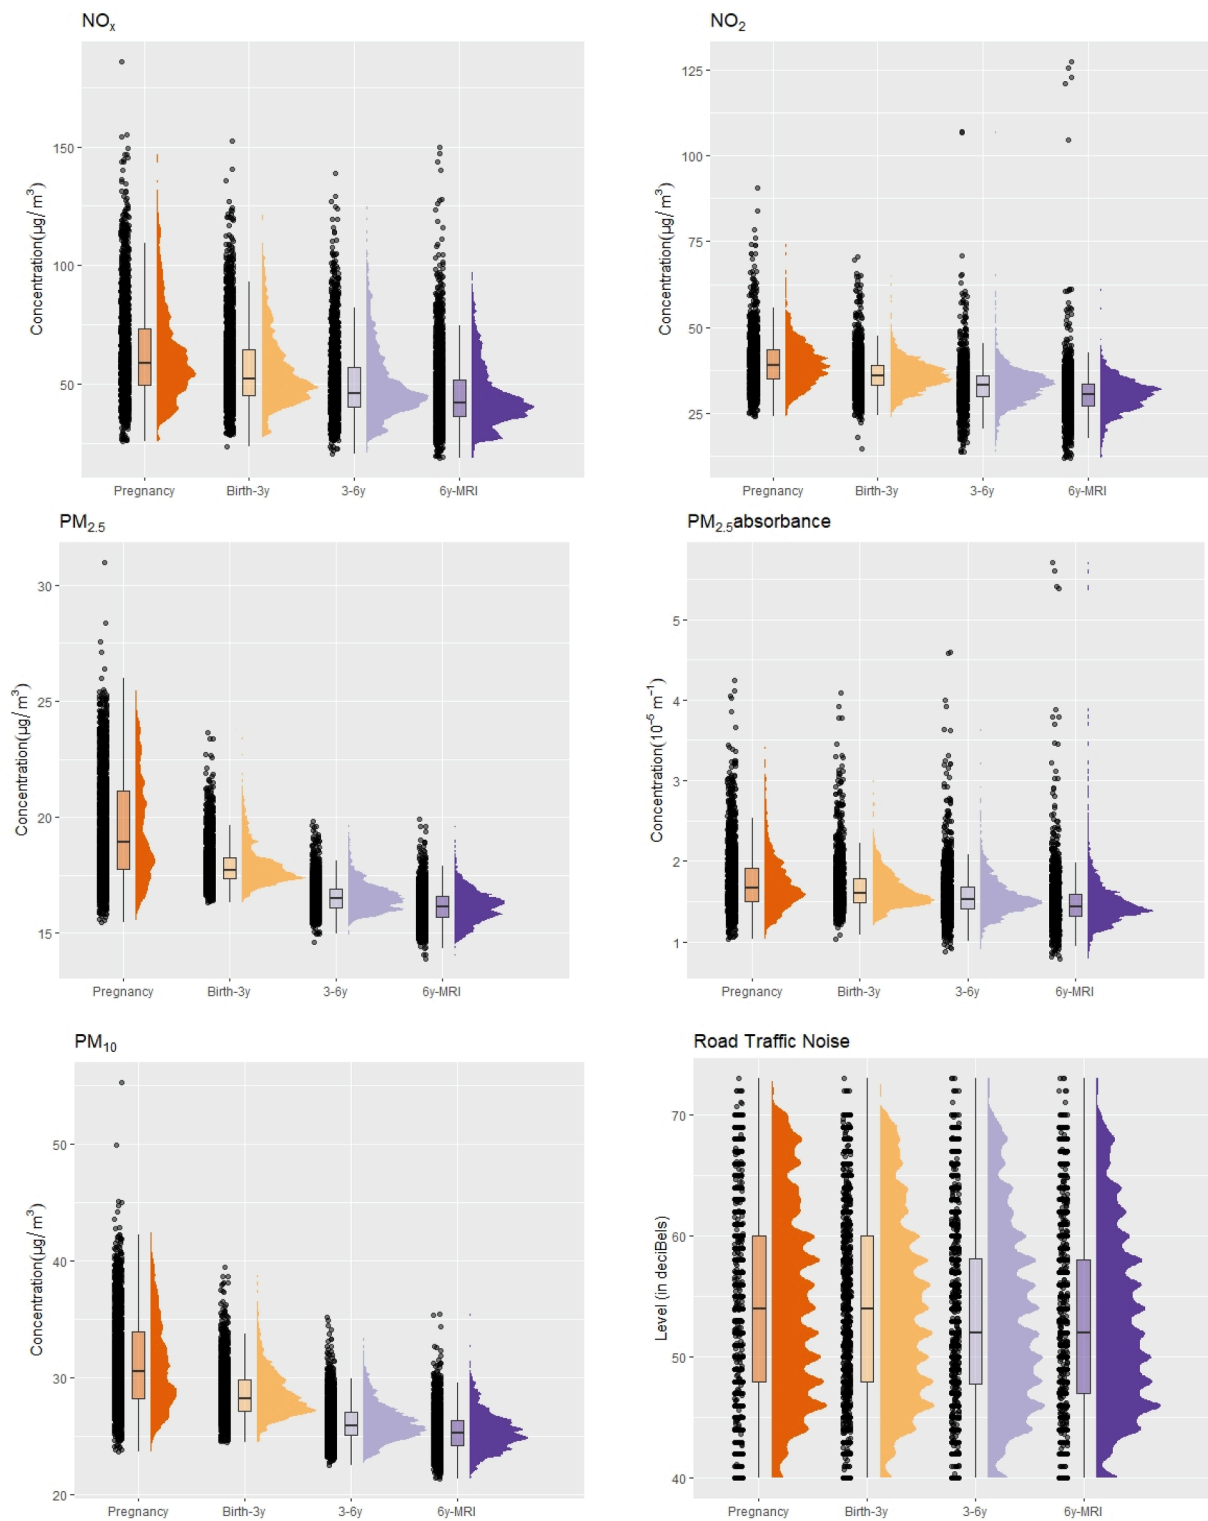 NOx
Concentration(µg/m³)
150
100
50
Pregnancy Birth-3y 3-6y 6y-MRI
NO2
Concentration(µg/m³)
125
100
75
50
25
Pregnancy Birth-3y 3-6y 6y-MRI
PM2.5
Concentration(µg/m³)
30
25
20
15
Pregnancy Birth-3y 3-6y 6y-MRI
PM2.5absorbance
Concentration(10⁻⁵ m⁻¹)
5
4
3
2
1
Pregnancy Birth-3y 3-6y 6y-MRI
PM10
Concentration(µg/m³)
50
40
30
20
Pregnancy Birth-3y 3-6y 6y-MRI
Road Traffic Noise
Level (in deciBels)
70
60
50
40
Pregnancy Birth-3y 3-6y 6y-MRI